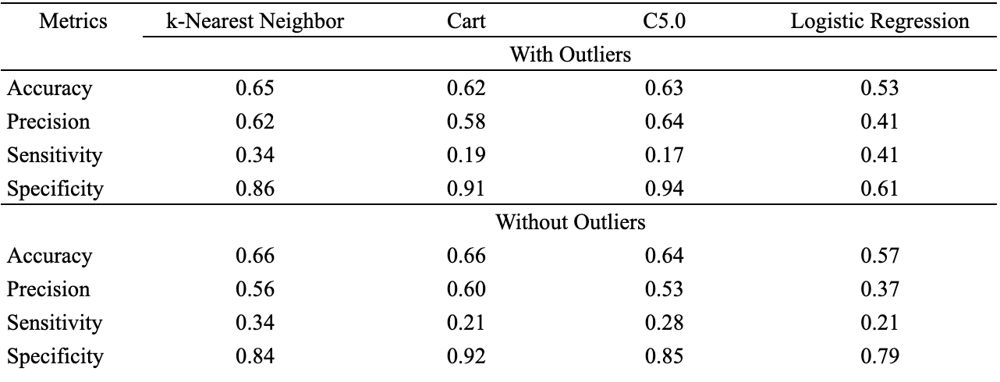 Metrics k-Nearest Neighbor Cart C5.0 Logistic Regression
With Outliers
Accuracy 0.65 0.62 0.63 0.53
Precision 0.62 0.58 0.64 0.41
Sensitivity 0.34 0.19 0.17 0.41
Specificity 0.86 0.91 0.94 0.61
Without Outliers
Accuracy 0.66 0.66 0.64 0.57
Precision 0.56 0.60 0.53 0.37
Sensitivity 0.34 0.21 0.28 0.21
Specificity 0.84 0.92 0.85 0.79